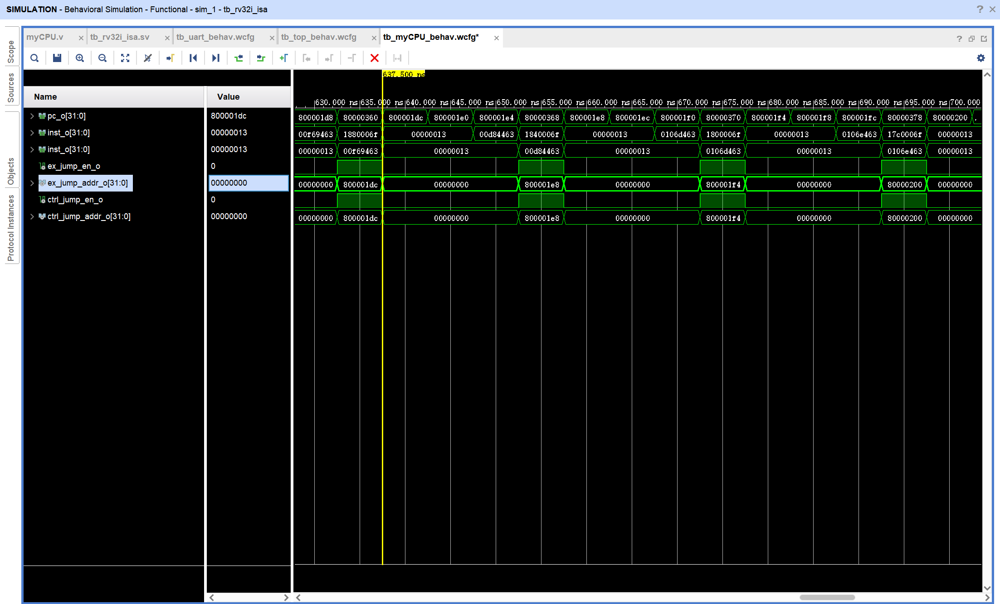 SIMULATION - Behavioral Simulation - Functional - sim_1 - tb_rv32i_isa
myCPU.v
tb_rv32i_isa.sv
tb_uart_behav.wcfg
tb_top_behav.wcfg
tb_myCPU_behav.wcfg*
Scope
Sources
Objects
Protocol Instances
637.500 ns
Name Value
630.000 ns 635.000 ns 640.000 ns 645.000 ns 650.000 ns 655.000 ns 660.000 ns 665.000 ns 670.000 ns 675.000 ns 680.000 ns 685.000 ns 690.000 ns 695.000 ns 700.000
pc_o[31:0] 800001dc 800001d8 80000360 800001dc 800001e0 800001e4 80000368 800001e8 800001ec 800001f0 80000370 800001f4 800001f8 800001fc 80000378 80000200 .
inst_o[31:0] 00000013 00f69463 1880006f 00000013 00d84463 1840006f 00000013 0106d463 1800006f 00000013 0106e463 17c0006f 00000013
inst_o[31:0] 00000013 00000013 00f69463 00000013 00d84463 00000013 0106d463 00000013 0106e463 00000013
ex_jump_en_o 0
ex_jump_addr_o[31:0] 00000000 00000000 800001dc 00000000 800001e8 00000000 800001f4 00000000 80000200 00000000
ctrl_jump_en_o 0
ctrl_jump_addr_o[31:0] 00000000 00000000 800001dc 00000000 800001e8 00000000 800001f4 00000000 80000200 00000000